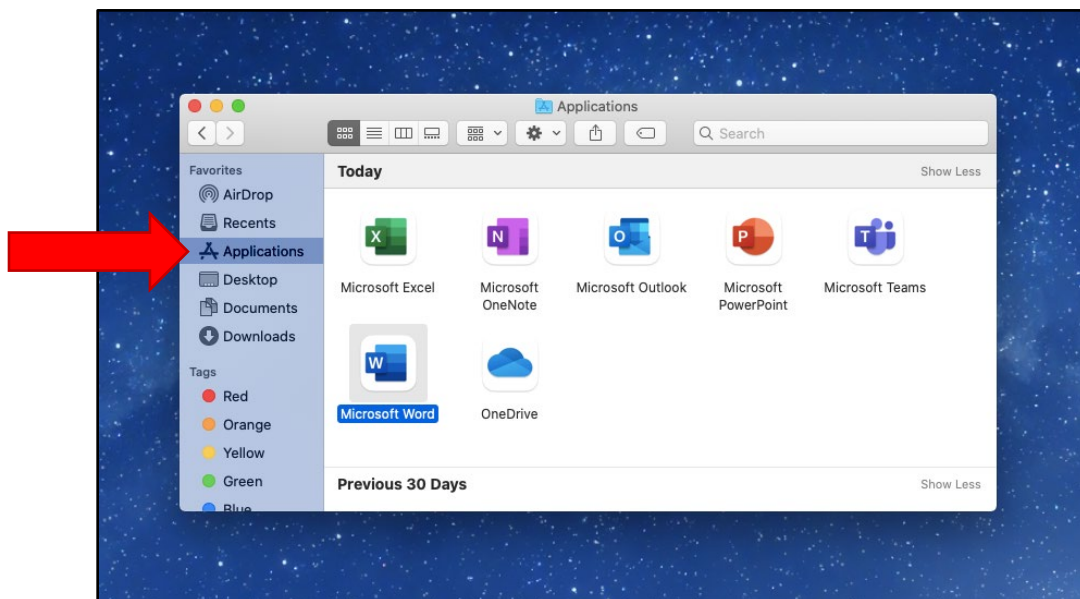 Applications
Search
Favorites
AirDrop
Recents
Applications
Desktop
Documents
Downloads
Tags
Red
Orange
Yellow
Green
Blue
Today
Show Less
X
N
O
P
T
Microsoft Excel
Microsoft
OneNote
Microsoft Outlook
Microsoft
PowerPoint
Microsoft Teams
W
Microsoft Word
OneDrive
Previous 30 Days
Show Less